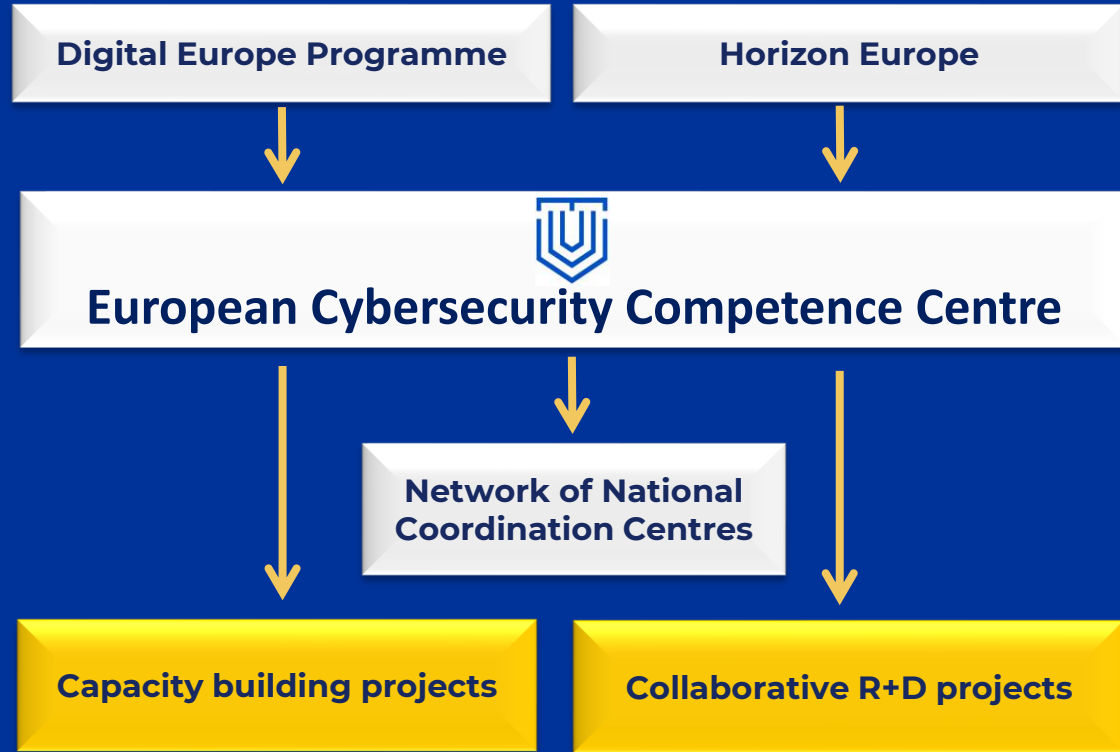 Digital Europe Programme
Horizon Europe
European Cybersecurity Competence Centre
Network of National
Coordination Centres
Capacity building projects
Collaborative R+D projects